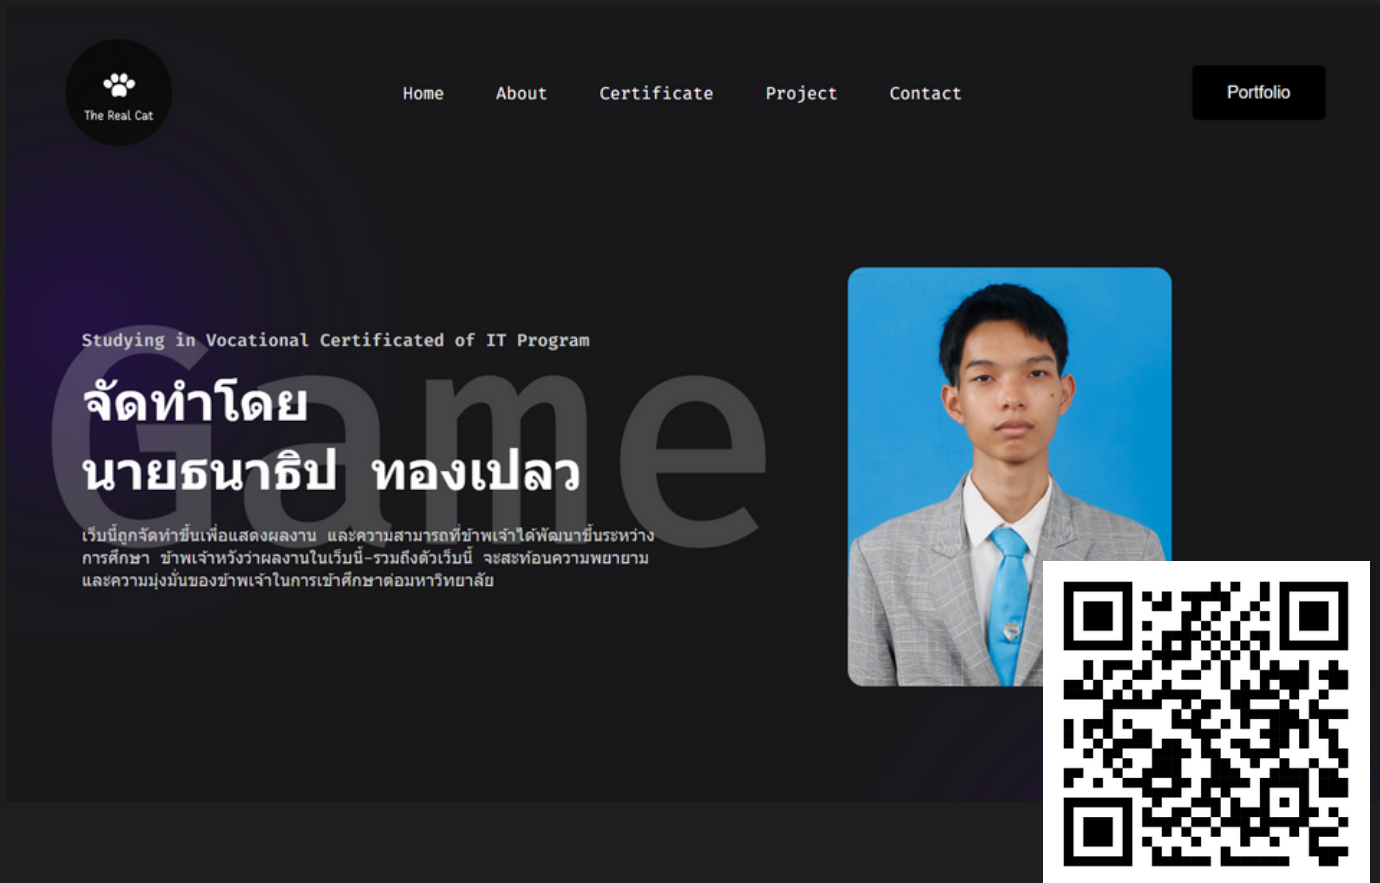 The Real Cat
Home About Certificate Project Contact
Portfolio
Game
Studying in Vocational Certificated of IT Program
จัดทำโดย
นายธนาธิป ทองเปลว
เว็บนี้ถูกจัดทำขึ้นเพื่อแสดงผลงาน และความสามารถที่ข้าพเจ้าได้พัฒนาขึ้นระหว่าง
การศึกษา ข้าพเจ้าหวังว่าผลงานในเว็บนี้-รวมถึงตัวเว็บนี้ จะสะท้อนความพยายาม
และความมุ่งมั่นของข้าพเจ้าในการเข้าศึกษาต่อมหาวิทยาลัย